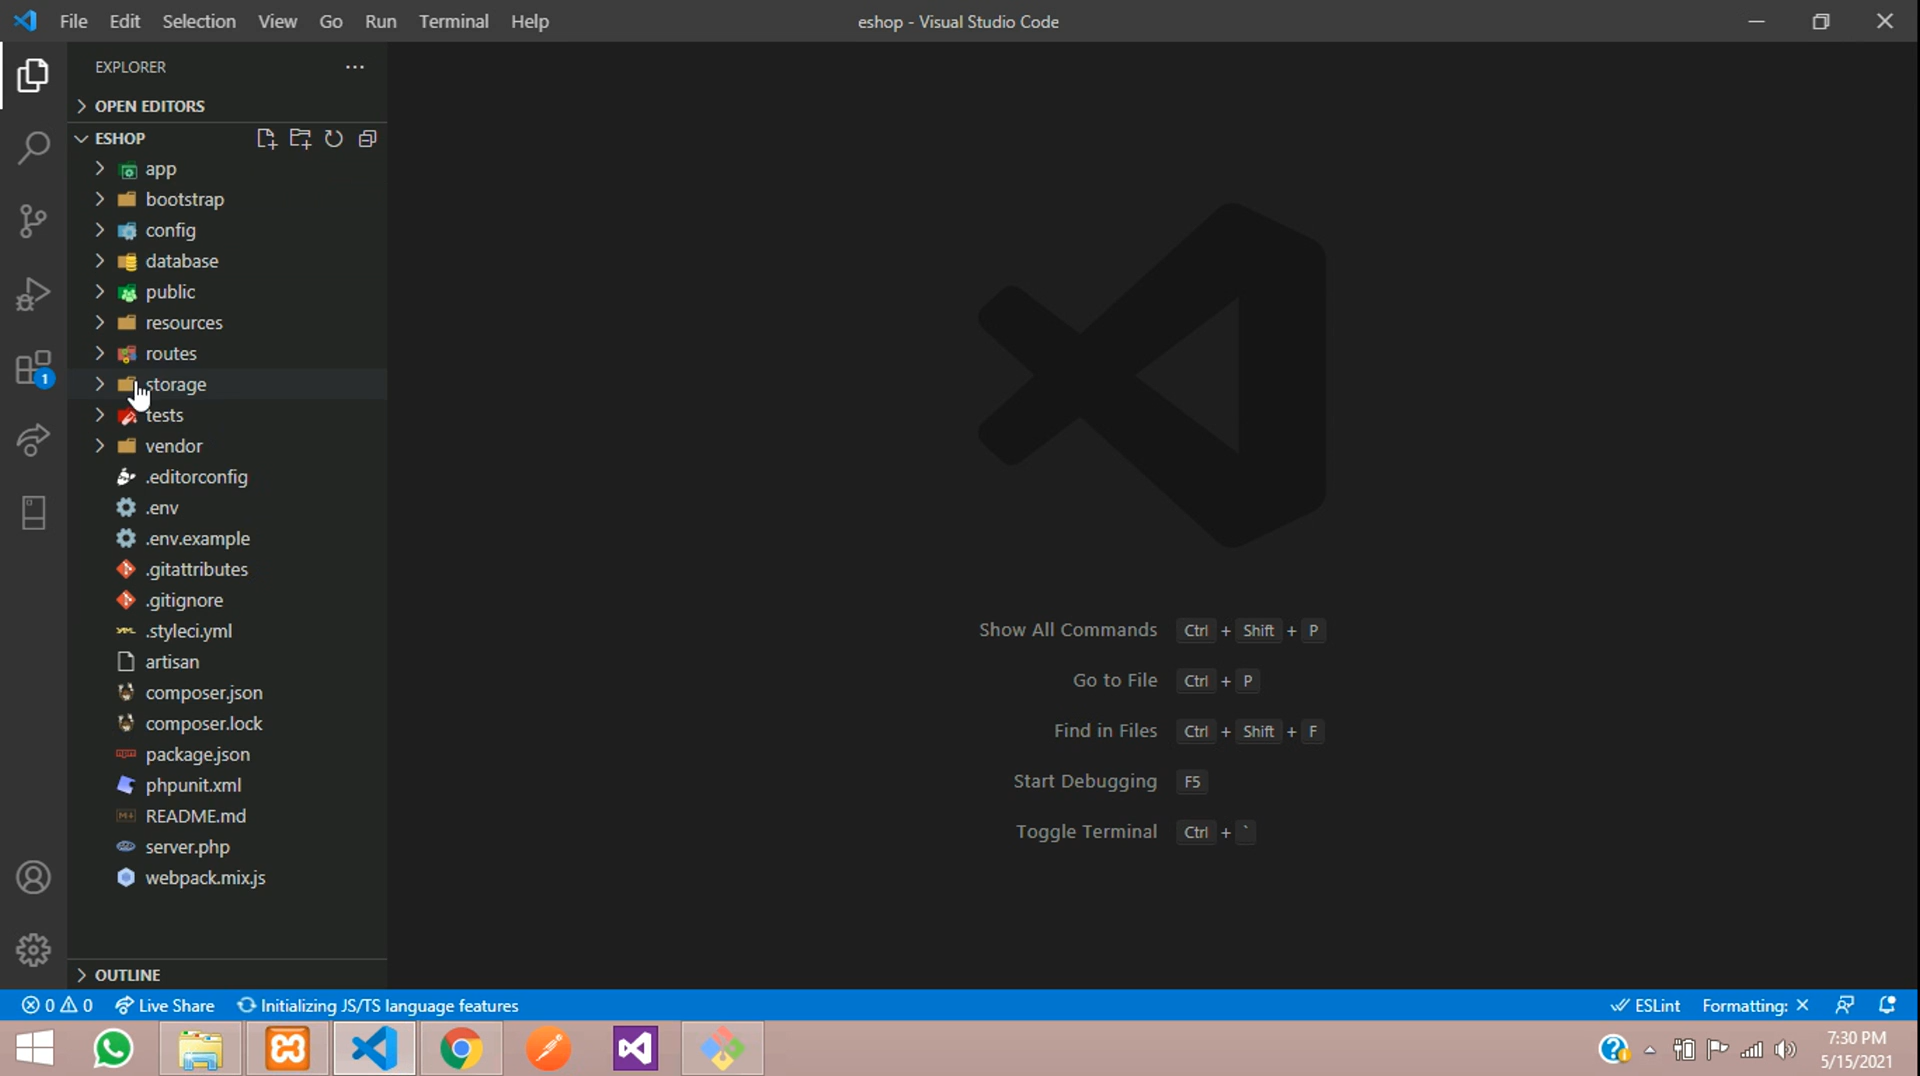 File Edit Selection View Go Run Terminal Help
eshop - Visual Studio Code
EXPLORER
OPEN EDITORS
ESHOP
app
bootstrap
config
database
public
resources
routes
storage
tests
vendor
.editorconfig
.env
.env.example
.gitattributes
.gitignore
.styleci.yml
artisan
composer.json
composer.lock
package.json
phpunit.xml
README.md
server.php
webpack.mix.js
OUTLINE
1
Show All Commands Ctrl + Shift + P
Go to File Ctrl + P
Find in Files Ctrl + Shift + F
Start Debugging F5
Toggle Terminal Ctrl + `
0 0 Live Share Initializing JS/TS language features
ESLint Formatting: ×
7:30 PM
5/15/2021